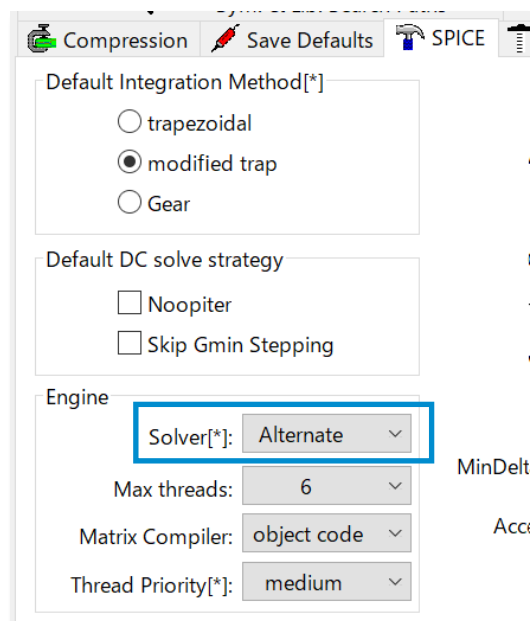 Compression Save Defaults SPICE
Default Integration Method[*]
trapezoidal
modified trap
Gear
Default DC solve strategy
Noopiter
Skip Gmin Stepping
Engine
Solver[*]: Alternate
MinDelt
Max threads: 6
Matrix Compiler: object code
Acce
Thread Priority[*]: medium